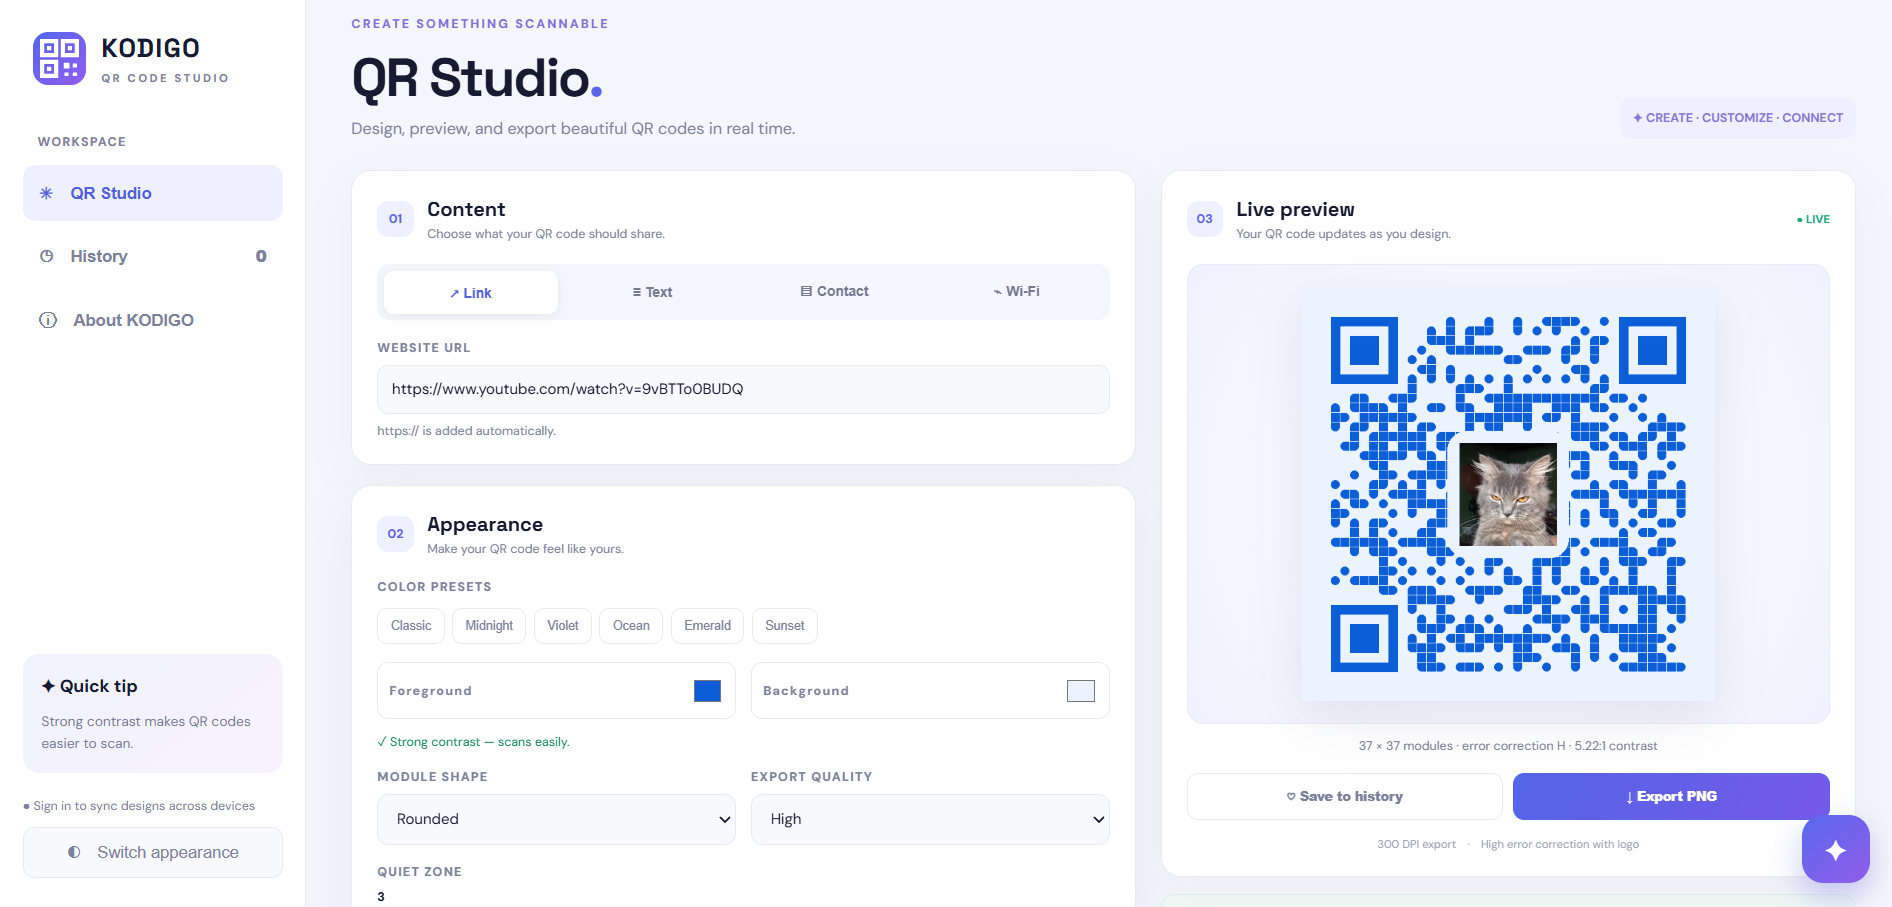 KODIGO
QR CODE STUDIO
WORKSPACE
QR Studio
History 0
About KODIGO
✦ Quick tip
Strong contrast makes QR codes
easier to scan.
● Sign in to sync designs across devices
Switch appearance
CREATE SOMETHING SCANNABLE
QR Studio.
Design, preview, and export beautiful QR codes in real time.
✦ CREATE · CUSTOMIZE · CONNECT
01
Content
Choose what your QR code should share.
↗ Link
≡ Text
▤ Contact
⌁ Wi-Fi
WEBSITE URL
https://www.youtube.com/watch?v=9vBTTo0BUDQ
https:// is added automatically.
02
Appearance
Make your QR code feel like yours.
COLOR PRESETS
Classic
Midnight
Violet
Ocean
Emerald
Sunset
Foreground
Background
✓ Strong contrast — scans easily.
MODULE SHAPE
Rounded
EXPORT QUALITY
High
QUIET ZONE
3
03
Live preview
Your QR code updates as you design.
● LIVE
37 × 37 modules · error correction H · 5.22:1 contrast
♡ Save to history
↓ Export PNG
300 DPI export · High error correction with logo